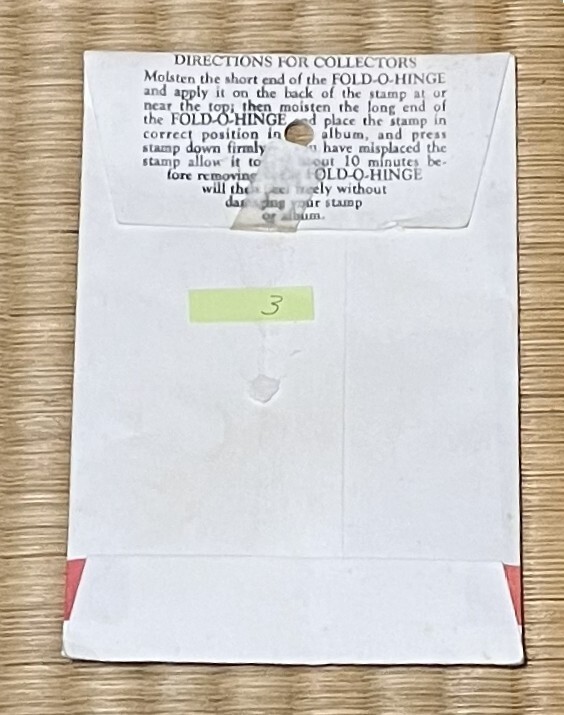 DIRECTIONS FOR COLLECTORS
Moisten the short end of the FOLD-O-HINGE
and apply it on the back of the stamp at or
near the top; then moisten the long end of
the FOLD-O-HINGE and place the stamp in
correct position in album, and press
stamp down firmly have misplaced the
stamp allow it to about 10 minutes be-
fore removing FOLD-O-HINGE
will then peel freely without
damaging your stamp
or album.
3